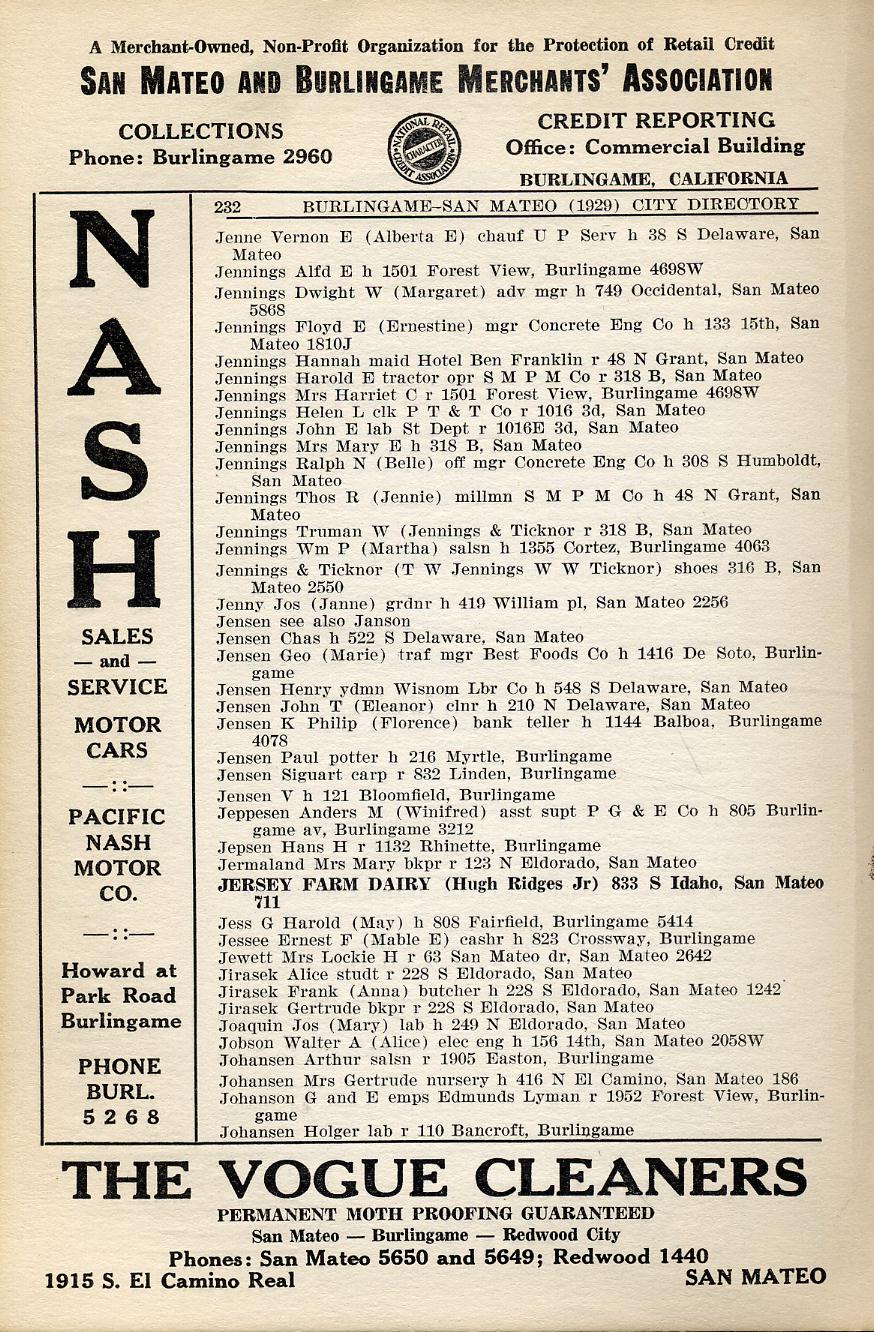 A Merchant-Owned, Non-Profit Organization for the Protection of Retail Credit
SAN MATEO AND BURLINGAME MERCHANTS' ASSOCIATION
COLLECTIONS
Phone: Burlingame 2960
NATIONAL RETAIL
CHARACTER
CREDIT ASSOCIATION
CREDIT REPORTING
Office: Commercial Building
BURLINGAME, CALIFORNIA
NASH
SALES
— and —
SERVICE
MOTOR
CARS
—::—
PACIFIC
NASH
MOTOR
CO.
—::—
Howard at
Park Road
Burlingame
PHONE
BURL.
5268
232 BURLINGAME-SAN MATEO (1929) CITY DIRECTORY
Jenne Vernon E (Alberta E) chauf U P Serv h 38 S Delaware, San
Mateo
Jennings Alfd E h 1501 Forest View, Burlingame 4698W
Jennings Dwight W (Margaret) adv mgr h 749 Occidental, San Mateo
5868
Jennings Floyd E (Ernestine) mgr Concrete Eng Co h 133 15th, San
Mateo 1810J
Jennings Hannah maid Hotel Ben Franklin r 48 N Grant, San Mateo
Jennings Harold E tractor opr S M P M Co r 318 B, San Mateo
Jennings Mrs Harriet C r 1501 Forest View, Burlingame 4698W
Jennings Helen L clk P T & T Co r 1016 3d, San Mateo
Jennings John E lab St Dept r 1016E 3d, San Mateo
Jennings Mrs Mary E h 318 B, San Mateo
Jennings Ralph N (Belle) off mgr Concrete Eng Co h 308 S Humboldt,
San Mateo
Jennings Thos R (Jennie) millmn S M P M Co h 48 N Grant, San
Mateo
Jennings Truman W (Jennings & Ticknor r 318 B, San Mateo
Jennings Wm P (Martha) salsn h 1355 Cortez, Burlingame 4063
Jennings & Ticknor (T W Jennings W W Ticknor) shoes 316 B, San
Mateo 2550
Jenny Jos (Janne) grdnr h 419 William pl, San Mateo 2256
Jensen see also Janson
Jensen Chas h 522 S Delaware, San Mateo
Jensen Geo (Marie) traf mgr Best Foods Co h 1416 De Soto, Burlin-
game
Jensen Henry ydmn Wisnom Lbr Co h 548 S Delaware, San Mateo
Jensen John T (Eleanor) clnr h 210 N Delaware, San Mateo
Jensen K Philip (Florence) bank teller h 1144 Balboa, Burlingame
4078
Jensen Paul potter h 216 Myrtle, Burlingame
Jensen Siguart carp r 832 Linden, Burlingame
Jensen V h 121 Bloomfield, Burlingame
Jeppesen Anders M (Winifred) asst supt P G & E Co h 805 Burlin-
game av, Burlingame 3212
Jepsen Hans H r 1132 Rhinette, Burlingame
Jermaland Mrs Mary bkpr r 123 N Eldorado, San Mateo
JERSEY FARM DAIRY (Hugh Ridges Jr) 833 S Idaho, San Mateo
711
Jess G Harold (May) h 808 Fairfield, Burlingame 5414
Jessee Ernest F (Mable E) cashr h 823 Crossway, Burlingame
Jewett Mrs Lockie H r 63 San Mateo dr, San Mateo 2642
Jirasek Alice studt r 228 S Eldorado, San Mateo
Jirasek Frank (Anna) butcher h 228 S Eldorado, San Mateo 1242
Jirasek Gertrude bkpr r 228 S Eldorado, San Mateo
Joaquin Jos (Mary) lab h 249 N Eldorado, San Mateo
Jobson Walter A (Alice) elec eng h 156 14th, San Mateo 2058W
Johansen Arthur salsn r 1905 Easton, Burlingame
Johansen Mrs Gertrude nursery h 416 N El Camino, San Mateo 186
Johanson G and E emps Edmunds Lyman r 1952 Forest View, Burlin-
game
Johansen Holger lab r 110 Bancroft, Burlingame
THE VOGUE CLEANERS
PERMANENT MOTH PROOFING GUARANTEED
San Mateo — Burlingame — Redwood City
Phones: San Mateo 5650 and 5649; Redwood 1440
1915 S. El Camino Real SAN MATEO